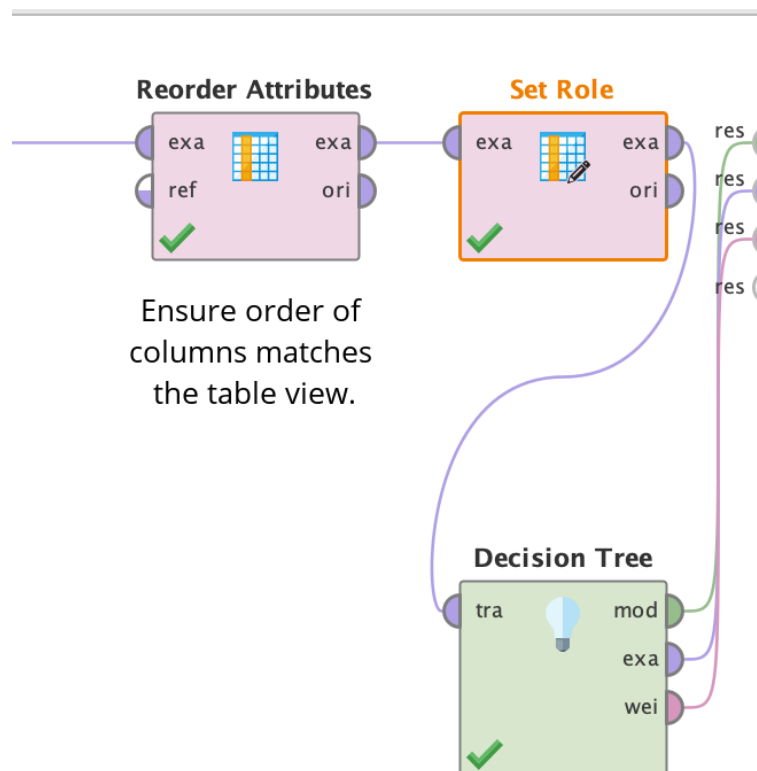 Reorder Attributes
exa exa
ref ori
Ensure order of
columns matches
the table view.
Set Role
exa exa
ori
res
res
res
res
Decision Tree
tra mod
exa
wei